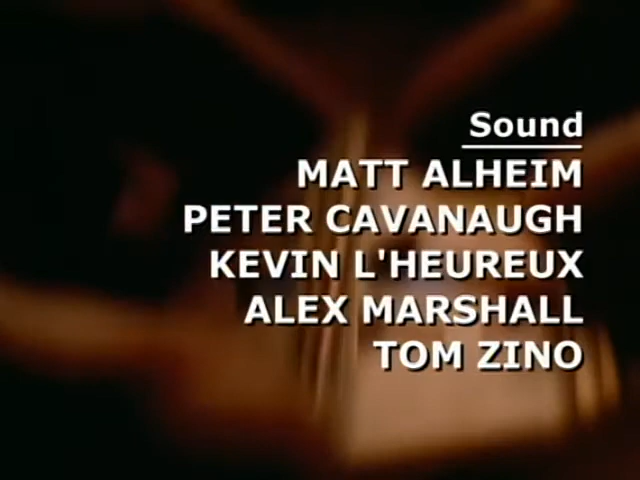 Sound
MATT ALHEIM
PETER CAVANAUGH
KEVIN L'HEUREUX
ALEX MARSHALL
TOM ZINO